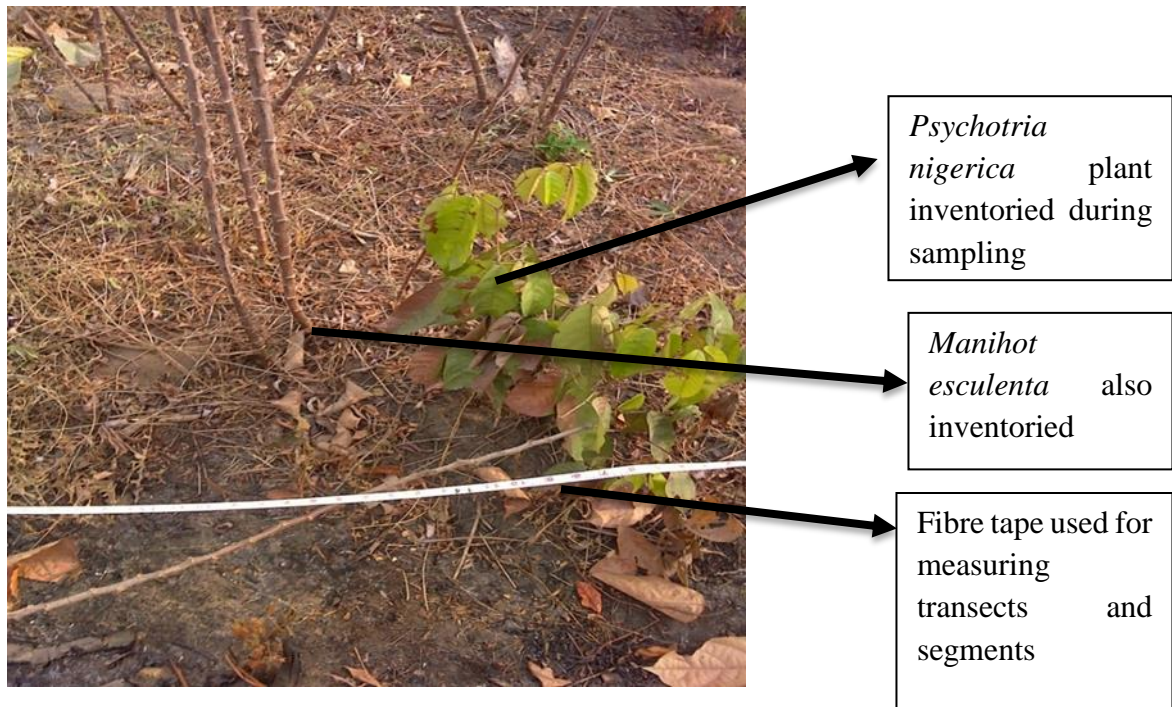 Psychotria
nigerica plant
inventoried during
sampling
Manihot
esculenta also
inventoried
Fibre tape used for
measuring
transects and
segments